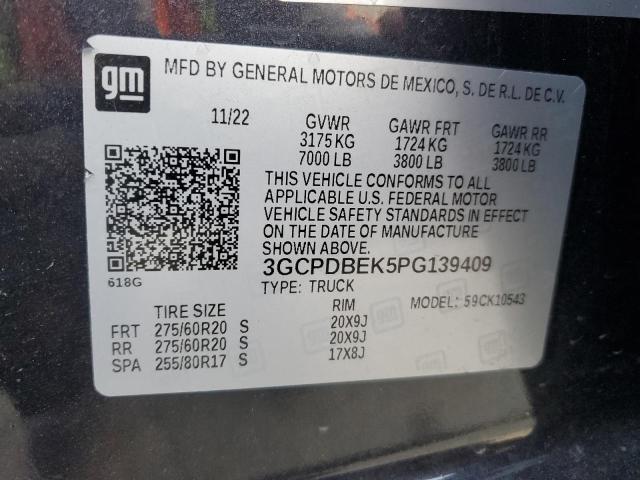 gm
MFD BY GENERAL MOTORS DE MEXICO, S. DE R.L. DE C.V.
11/22 GVWR GAWR FRT GAWR RR
3175 KG 1724 KG 1724 KG
7000 LB 3800 LB 3800 LB
THIS VEHICLE CONFORMS TO ALL
APPLICABLE U.S. FEDERAL MOTOR
VEHICLE SAFETY STANDARDS IN EFFECT
ON THE DATE OF MANUFACTURE
SHOWN ABOVE.
618G
3GCPDBEK5PG139409
TYPE: TRUCK
MODEL: 59CK10543
TIRE SIZE RIM
FRT 275/60R20 S 20X9J
RR 275/60R20 S 20X9J
SPA 255/80R17 S 17X8J